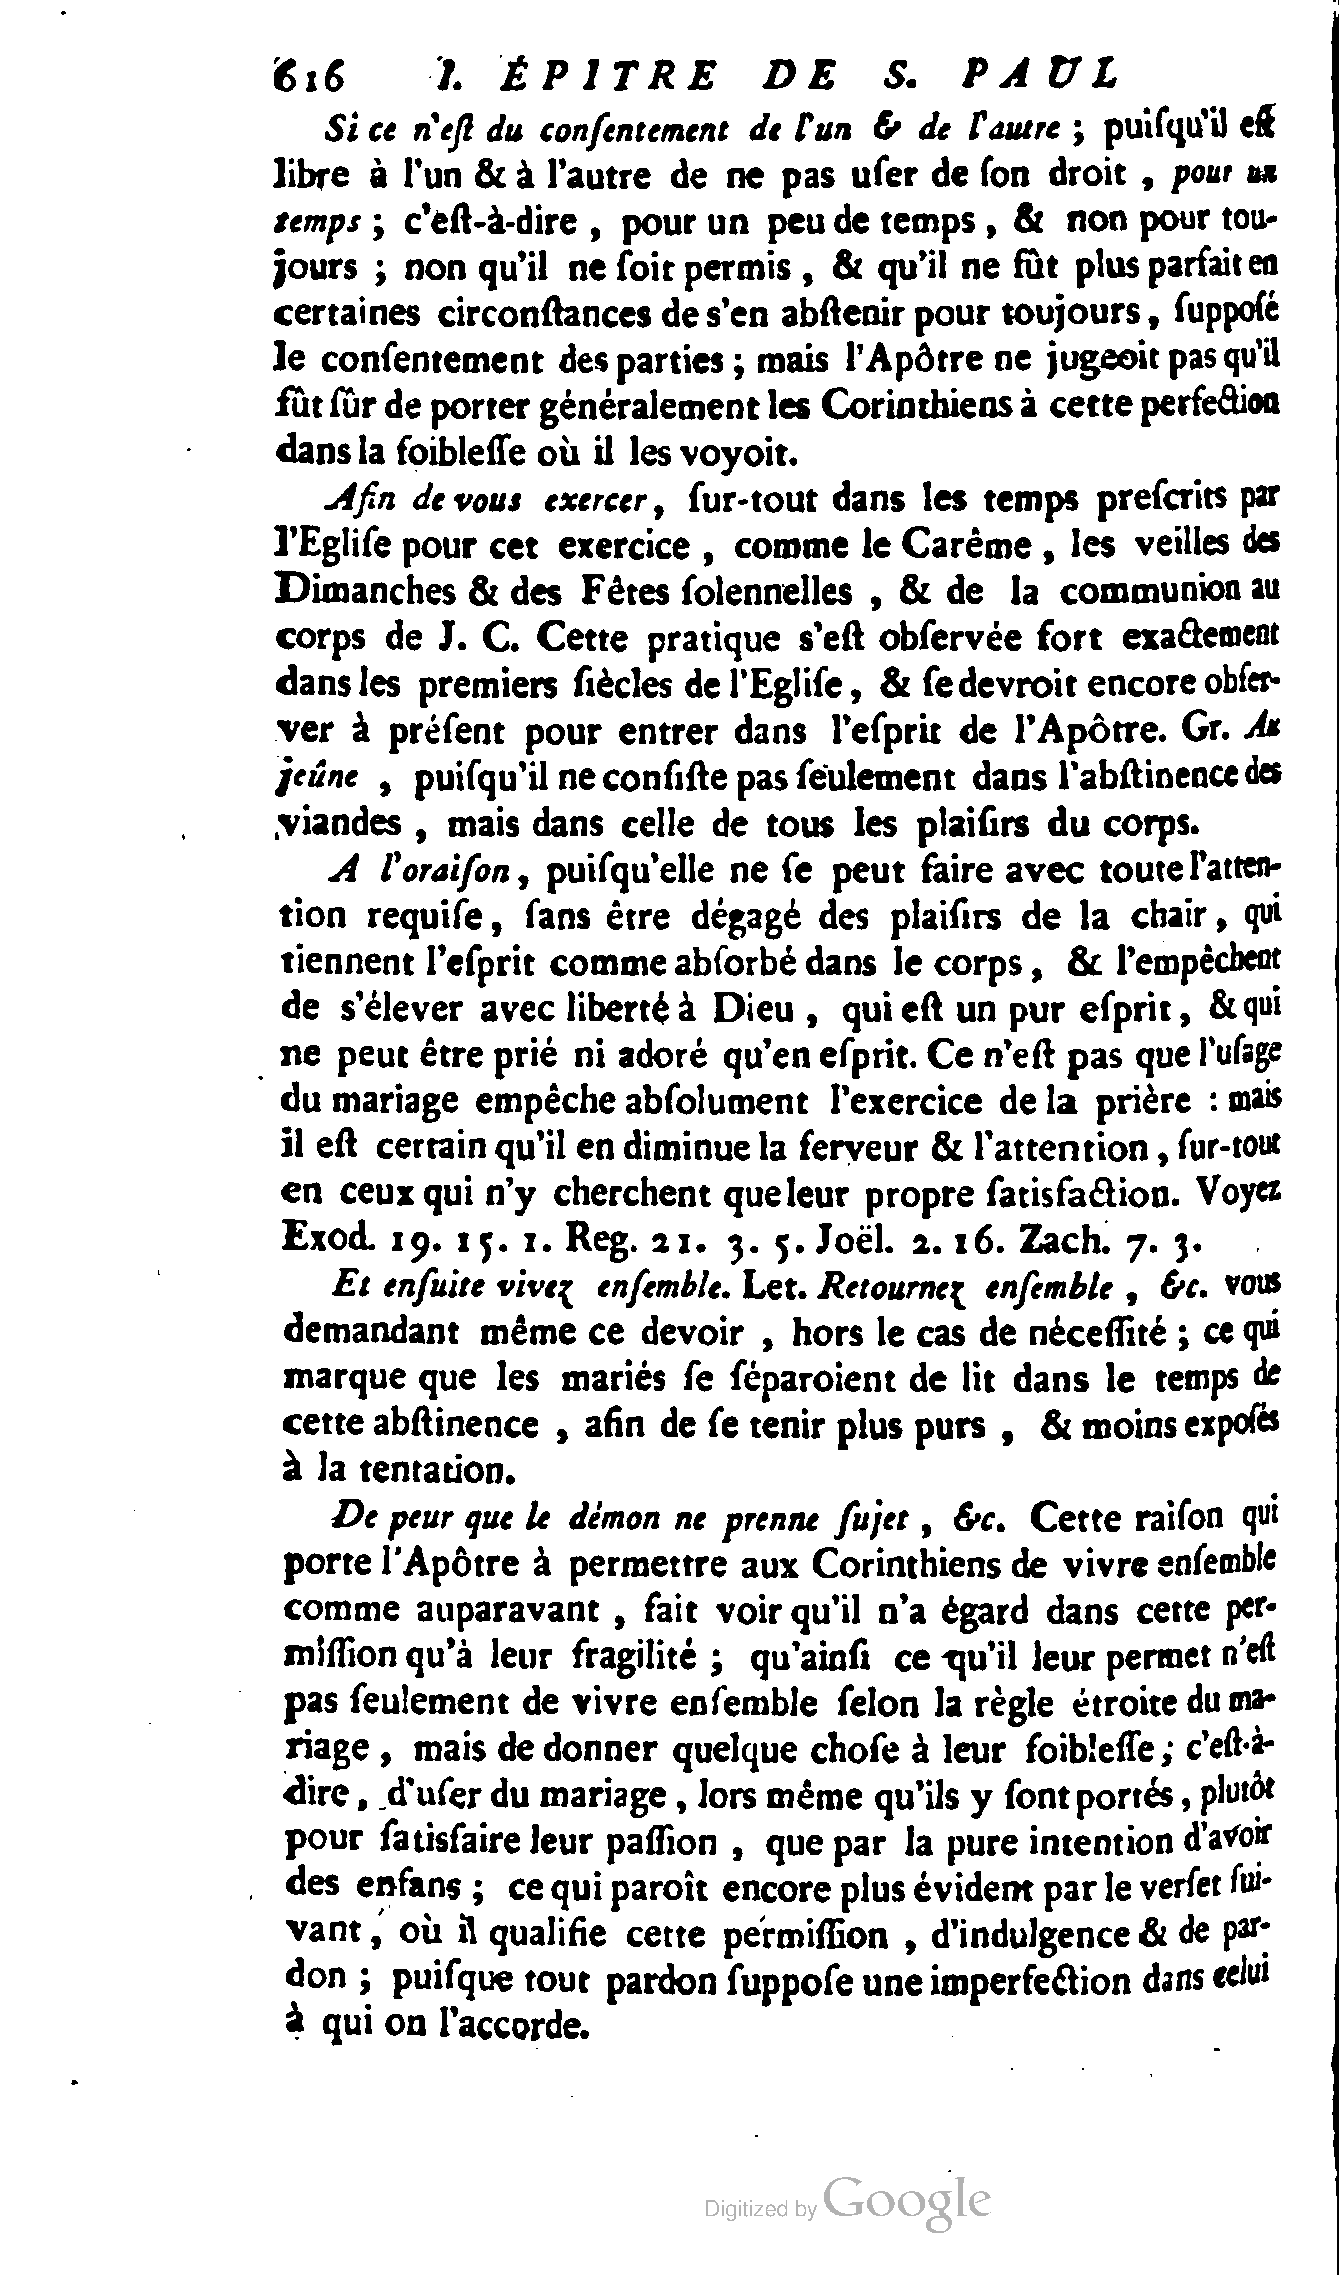 616 I. ÉPITRE DE S. PAUL
Si ce n'eſt du conſentement de l'un & de l'autre ; puiſqu'il eſt
libre à l'un & à l'autre de ne pas uſer de ſon droit , pour un
temps ; c'eſt-à-dire , pour un peu de temps , & non pour tou-
jours ; non qu'il ne ſoit permis , & qu'il ne fût plus parfait en
certaines circonſtances de s'en abſtenir pour toujours, ſuppoſé
le conſentement des parties ; mais l'Apôtre ne jugeoit pas qu'il
fût ſûr de porter généralement les Corinthiens à cette perfection
dans la foibleſſe où il les voyoit.
Afin de vous exercer, ſur-tout dans les temps preſcrits par
l'Egliſe pour cet exercice , comme le Carême , les veilles des
Dimanches & des Fêtes ſolennelles , & de la communion au
corps de J. C. Cette pratique s'eſt obſervée fort exactement
dans les premiers ſiècles de l'Egliſe, & ſe devroit encore obſer-
ver à préſent pour entrer dans l'eſprit de l'Apôtre. Gr. Au
jeûne , puiſqu'il ne conſiſte pas ſeulement dans l'abſtinence des
viandes , mais dans celle de tous les plaiſirs du corps.
A l'oraiſon, puiſqu'elle ne ſe peut faire avec toute l'atten-
tion requiſe, ſans être dégagé des plaiſirs de la chair, qui
tiennent l'eſprit comme abſorbé dans le corps, & l'empêchent
de s'élever avec liberté à Dieu , qui eſt un pur eſprit, & qui
ne peut être prié ni adoré qu'en eſprit. Ce n'eſt pas que l'uſage
du mariage empêche abſolument l'exercice de la prière : mais
il eſt certain qu'il en diminue la ferveur & l'attention, ſur-tout
en ceux qui n'y cherchent que leur propre ſatisfaction. Voyez
Exod. 19. 15. 1. Reg. 21. 3. 5. Joël. 2. 16. Zach. 7. 3.
Et enſuite vivez enſemble. Let. Retournez enſemble , &c. vous
demandant même ce devoir , hors le cas de néceſſité ; ce qui
marque que les mariés ſe ſéparoient de lit dans le temps de
cette abſtinence , afin de ſe tenir plus purs , & moins expoſés
à la tentation.
De peur que le démon ne prenne ſujet , &c. Cette raiſon qui
porte l'Apôtre à permettre aux Corinthiens de vivre enſemble
comme auparavant , fait voir qu'il n'a égard dans cette per-
miſſion qu'à leur fragilité ; qu'ainſi ce qu'il leur permet n'eſt
pas ſeulement de vivre enſemble ſelon la règle étroite du ma-
riage , mais de donner quelque choſe à leur foibleſſe ; c'eſt-à-
dire, d'uſer du mariage , lors même qu'ils y ſont portés, plutôt
pour ſatisfaire leur paſſion , que par la pure intention d'avoir
des enfans ; ce qui paroît encore plus évident par le verſet ſui-
vant, où il qualifie cette permiſſion , d'indulgence & de par-
don ; puiſque tout pardon ſuppoſe une imperfection dans celui
à qui on l'accorde.
Digitized by Google